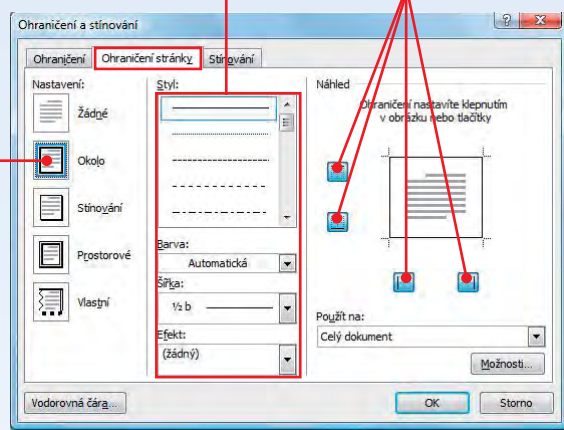 Ohraničení a stínování
Ohraničení Ohraničení stránky Stínování
Nastavení:
Žádné
Okolo
Stínování
Prostorové
Vlastní
Styl:
Barva:
Automatická
Šířka:
½ b
Efekt:
(žádný)
Náhled
Ohraničení nastavíte klepnutím
v obrázku nebo tlačítky
Použít na:
Celý dokument
Možnosti...
Vodorovná čára...
OK Storno